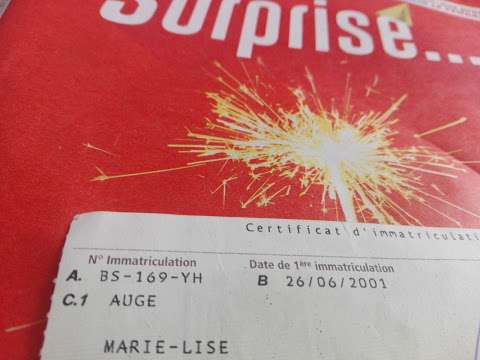 Surprise...
Certificat d'immatriculati
N° Immatriculation
Date de 1ère immatriculation
A. BS-169-YH
B 26/06/2001
C.1 AUGE
MARIE-LISE